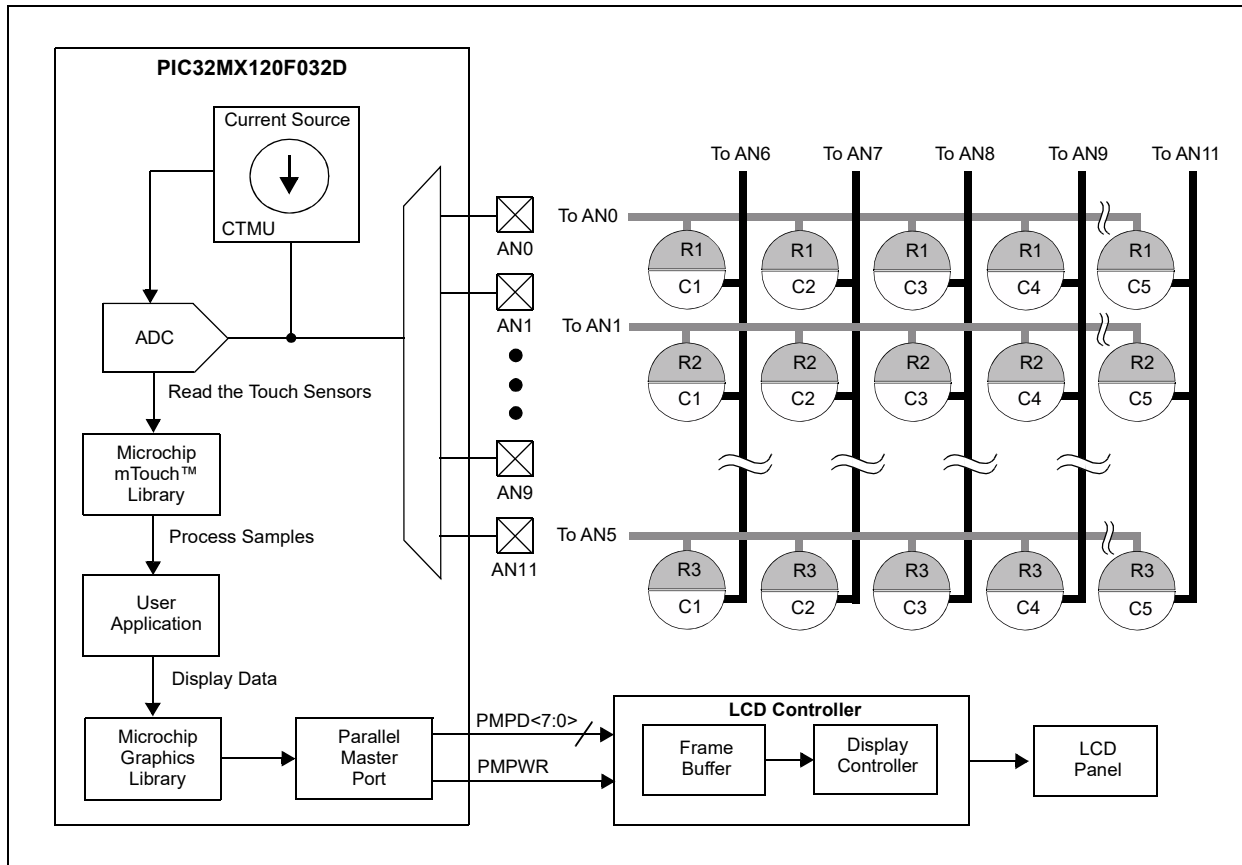 PIC32MX120F032D
Current Source
CTMU
ADC
Read the Touch Sensors
Microchip
mTouch™
Library
Process Samples
User
Application
Display Data
Microchip
Graphics
Library
Parallel
Master
Port
AN0
AN1
AN9
AN11
To AN6
To AN7
To AN8
To AN9
To AN11
To AN0
R1
R1
R1
R1
R1
C1
C2
C3
C4
C5
To AN1
R2
R2
R2
R2
R2
C1
C2
C3
C4
C5
To AN5
R3
R3
R3
R3
R3
C1
C2
C3
C4
C5
PMPD<7:0>
PMPWR
LCD Controller
Frame
Buffer
Display
Controller
LCD
Panel